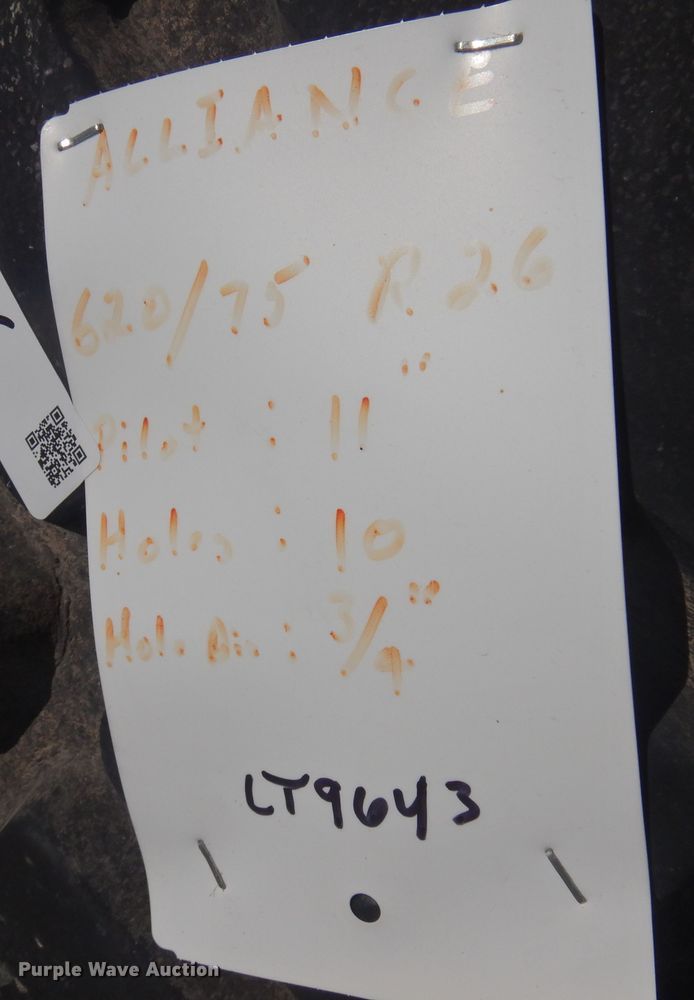 ALLIANCE
620/75 R26
Pilot : 11"
Holes : 10
Hole Dia : 3/4"
LT9643
Purple Wave Auction